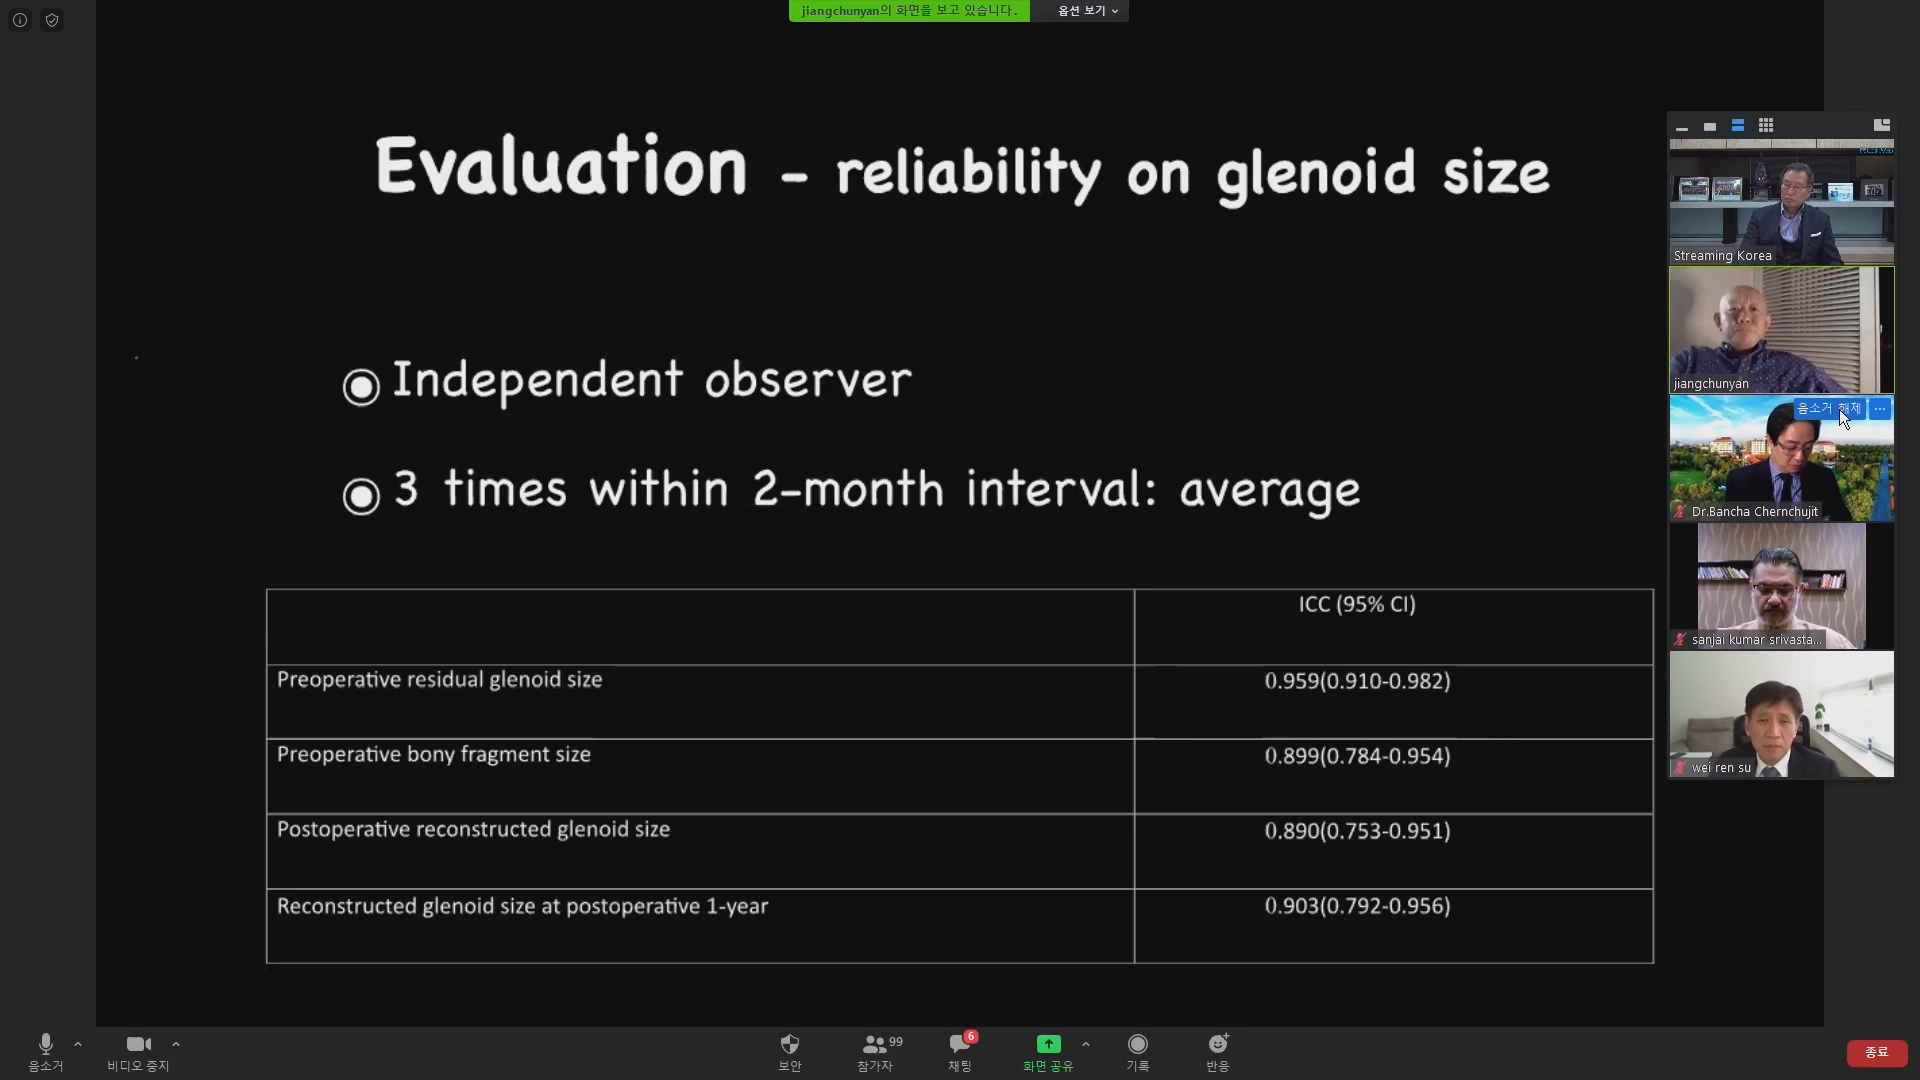 jiangchunyan의 화면을 보고 있습니다.
옵션 보기
Evaluation - reliability on glenoid size
Independent observer
3 times within 2-month interval: average
ICC (95% CI)
Preoperative residual glenoid size 0.959(0.910-0.982)
Preoperative bony fragment size 0.899(0.784-0.954)
Postoperative reconstructed glenoid size 0.890(0.753-0.951)
Reconstructed glenoid size at postoperative 1-year 0.903(0.792-0.956)
Streaming Korea
jiangchunyan
음소거 해제 ...
Dr.Bancha Chernchujit
sanjai kumar srivasta...
wei ren su
음소거
비디오 중지
보안
99
참가자
6
채팅
화면 공유
기록
반응
종료